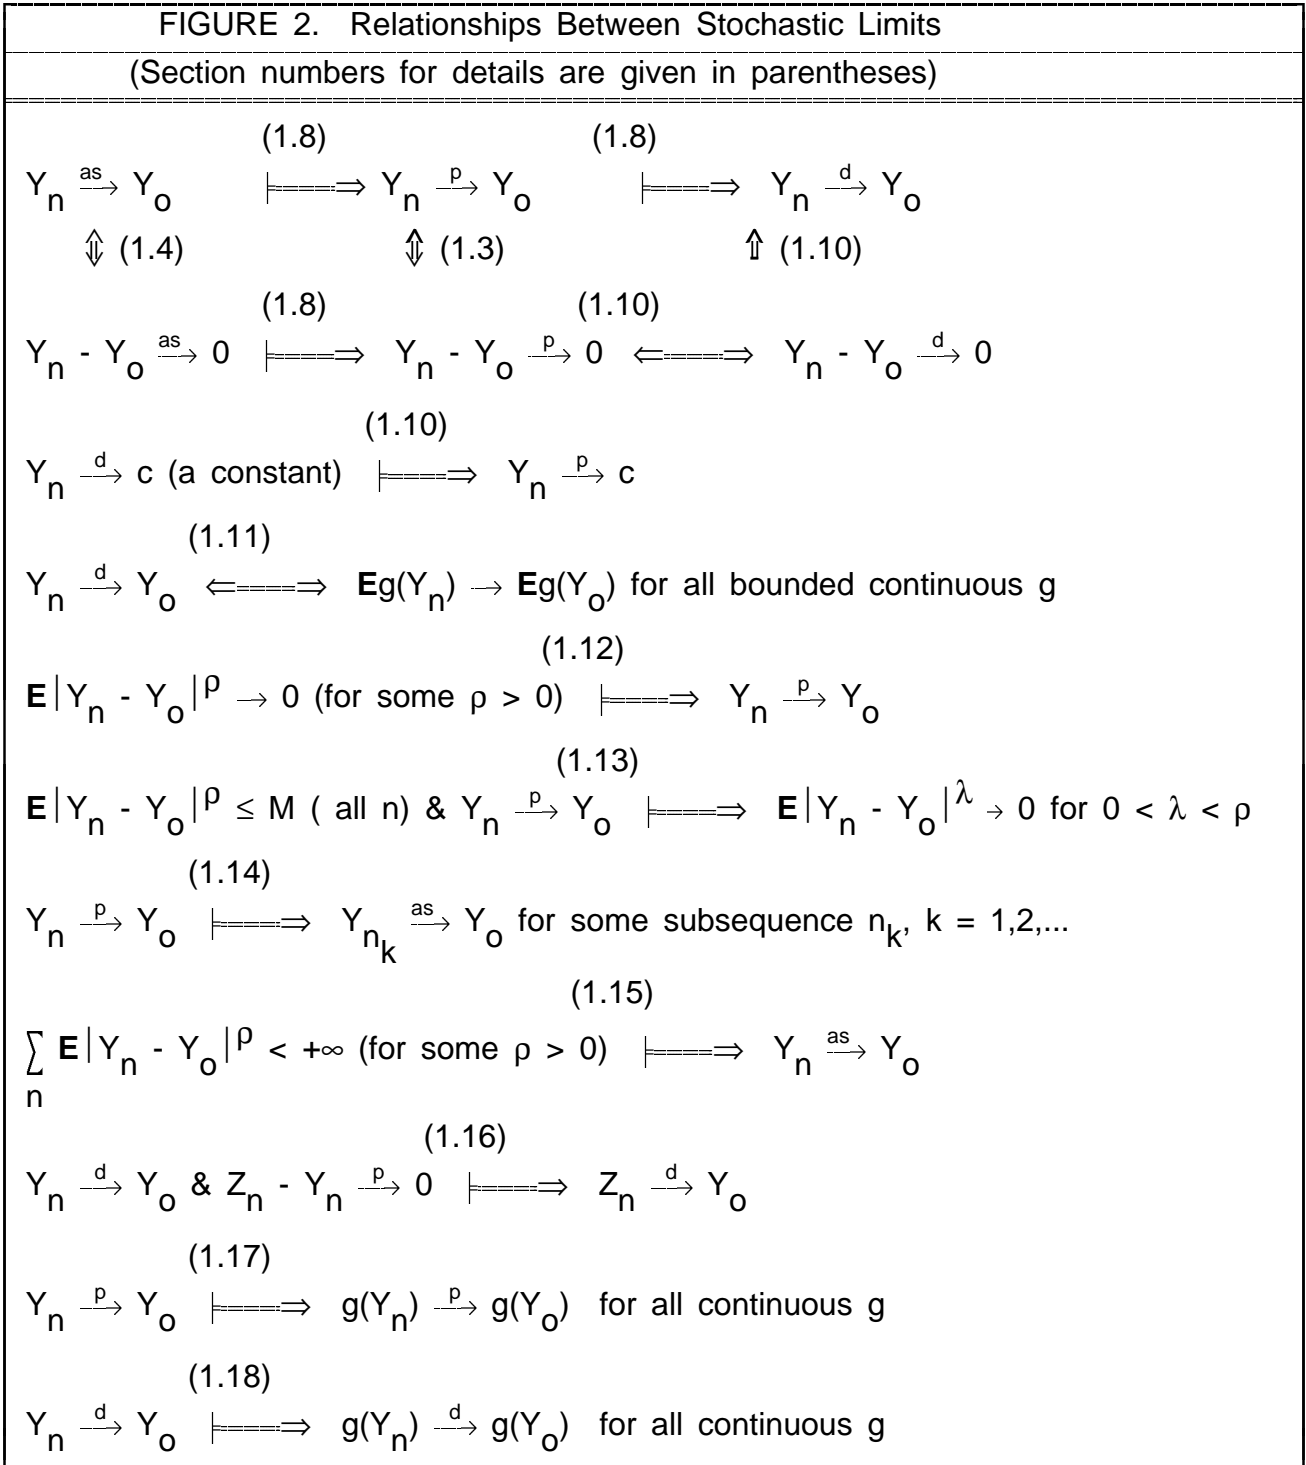 FIGURE 2. Relationships Between Stochastic Limits
(Section numbers for details are given in parentheses)
(1.8) (1.8)
Yₙ —as→ Yₒ ⊨====⇒ Yₙ —p→ Yₒ ⊨====⇒ Yₙ —d→ Yₒ
⇕ (1.4) ⇕ (1.3) ⇑ (1.10)
(1.8) (1.10)
Yₙ - Yₒ —as→ 0 ⊨====⇒ Yₙ - Yₒ —p→ 0 ⇐====⇒ Yₙ - Yₒ —d→ 0
(1.10)
Yₙ —d→ c (a constant) ⊨====⇒ Yₙ —p→ c
(1.11)
Yₙ —d→ Yₒ ⇐====⇒ Eg(Yₙ) → Eg(Yₒ) for all bounded continuous g
(1.12)
E|Yₙ - Yₒ|^ρ → 0 (for some ρ > 0) ⊨====⇒ Yₙ —p→ Yₒ
(1.13)
E|Yₙ - Yₒ|^ρ ≤ M ( all n) & Yₙ —p→ Yₒ ⊨====⇒ E|Yₙ - Yₒ|^λ → 0 for 0 < λ < ρ
(1.14)
Yₙ —p→ Yₒ ⊨====⇒ Y_{n_k} —as→ Yₒ for some subsequence n_k, k = 1,2,...
(1.15)
∑ E|Yₙ - Yₒ|^ρ < +∞ (for some ρ > 0) ⊨====⇒ Yₙ —as→ Yₒ
n
(1.16)
Yₙ —d→ Yₒ & Zₙ - Yₙ —p→ 0 ⊨====⇒ Zₙ —d→ Yₒ
(1.17)
Yₙ —p→ Yₒ ⊨====⇒ g(Yₙ) —p→ g(Yₒ) for all continuous g
(1.18)
Yₙ —d→ Yₒ ⊨====⇒ g(Yₙ) —d→ g(Yₒ) for all continuous g